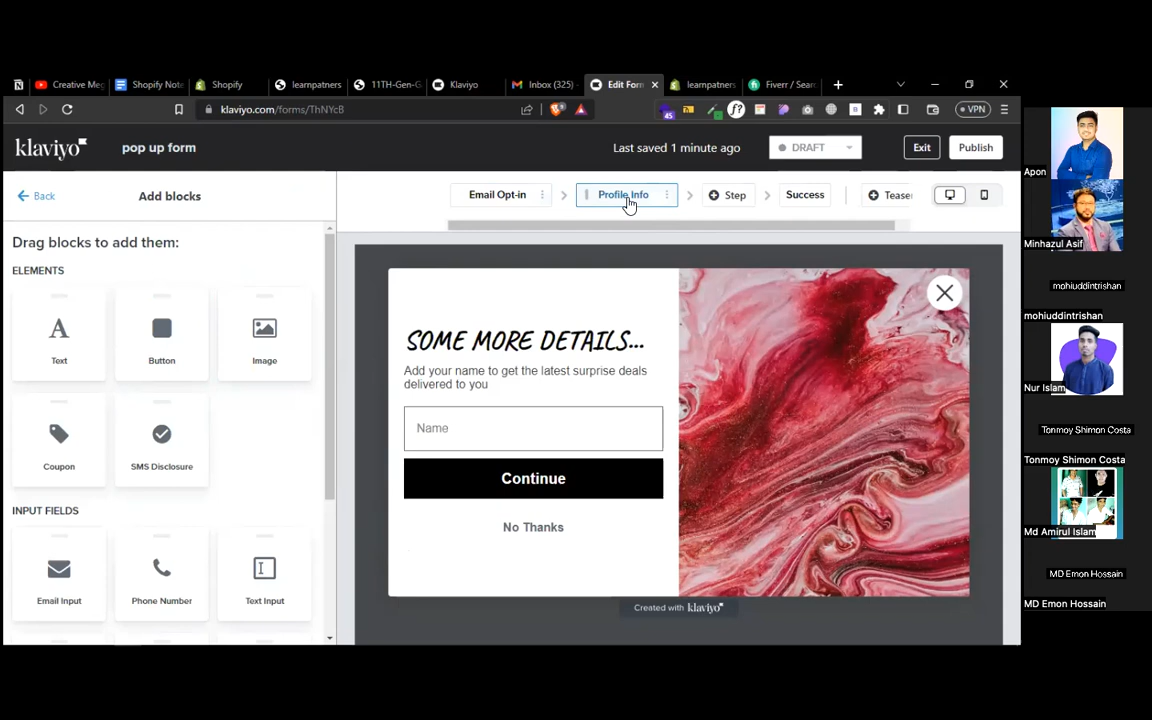 Creative Meg
Shopify Note
Shopify
learnpatners
11TH-Gen-G
Klaviyo
Inbox (325)
Edit Form
learnpatners
Fiverr / Sear
klaviyo.com/forms/ThNYcB
45
f?
VPN
klaviyo
pop up form
Last saved 1 minute ago
DRAFT
Exit
Publish
Back
Add blocks
Email Opt-in
Profile Info
Step
Success
Teaser
Drag blocks to add them:
ELEMENTS
Text
Button
Image
Coupon
SMS Disclosure
INPUT FIELDS
Email Input
Phone Number
Text Input
SOME MORE DETAILS...
Add your name to get the latest surprise deals
delivered to you
Name
Continue
No Thanks
Created with klaviyo
Apon
Minhazul Asif
mohiuddintrishan
mohiuddintrishan
Nur Islam
Tonmoy Shimon Costa
Tonmoy Shimon Costa
Md Amirul Islam
MD Emon Hossain
MD Emon Hossain